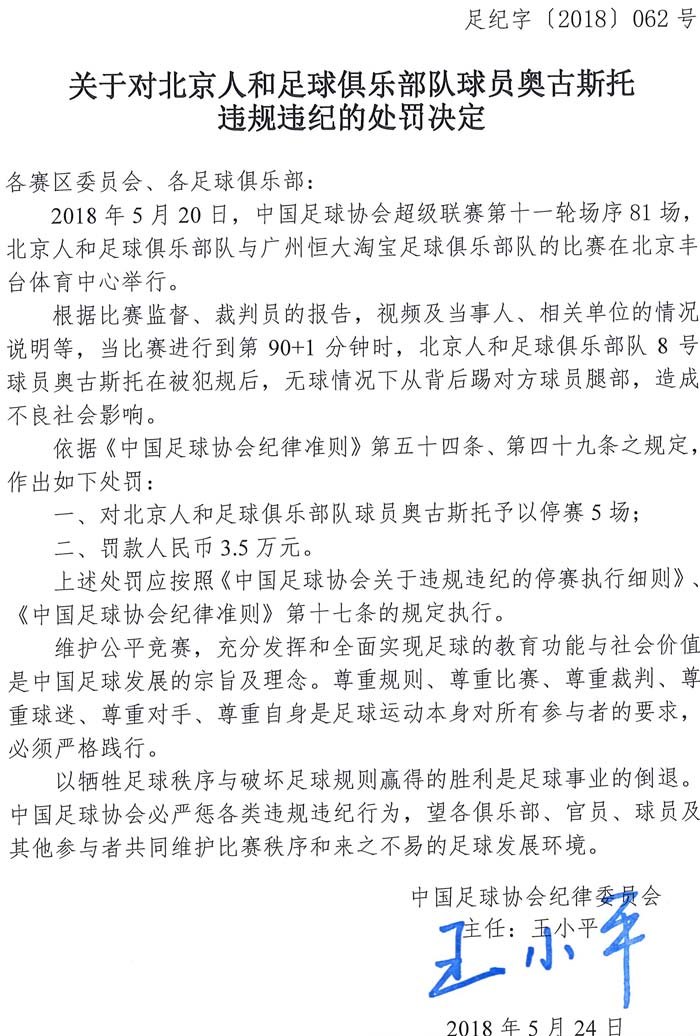 足纪字〔2018〕062 号
关于对北京人和足球俱乐部队球员奥古斯托
违规违纪的处罚决定
各赛区委员会、各足球俱乐部：
2018 年 5 月 20 日，中国足球协会超级联赛第十一轮场序 81 场，
北京人和足球俱乐部队与广州恒大淘宝足球俱乐部队的比赛在北京丰
台体育中心举行。
根据比赛监督、裁判员的报告，视频及当事人、相关单位的情况
说明等，当比赛进行到第 90+1 分钟时，北京人和足球俱乐部队 8 号
球员奥古斯托在被犯规后，无球情况下从背后踢对方球员腿部，造成
不良社会影响。
依据《中国足球协会纪律准则》第五十四条、第四十九条之规定，
作出如下处罚：
一、对北京人和足球俱乐部队球员奥古斯托予以停赛 5 场；
二、罚款人民币 3.5 万元。
上述处罚应按照《中国足球协会关于违规违纪的停赛执行细则》、
《中国足球协会纪律准则》第十七条的规定执行。
维护公平竞赛，充分发挥和全面实现足球的教育功能与社会价值
是中国足球发展的宗旨及理念。尊重规则、尊重比赛、尊重裁判、尊
重球迷、尊重对手、尊重自身是足球运动本身对所有参与者的要求，
必须严格践行。
以牺牲足球秩序与破坏足球规则赢得的胜利是足球事业的倒退。
中国足球协会必严惩各类违规违纪行为，望各俱乐部、官员、球员及
其他参与者共同维护比赛秩序和来之不易的足球发展环境。
中国足球协会纪律委员会
主任：王小平
王小平
2018 年 5 月 24 日